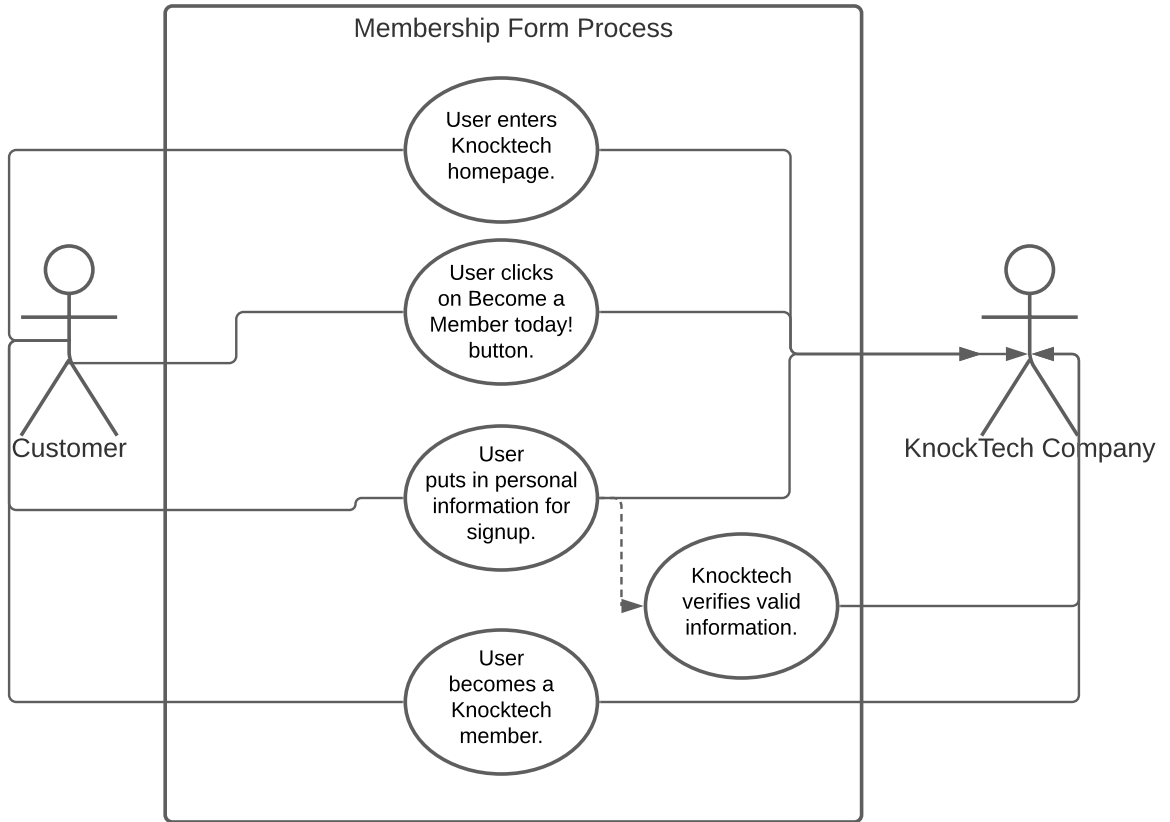 Membership Form Process
User enters
Knocktech
homepage.
User clicks
on Become a
Member today!
button.
Customer
KnockTech Company
User
puts in personal
information for
signup.
Knocktech
verifies valid
information.
User
becomes a
Knocktech
member.